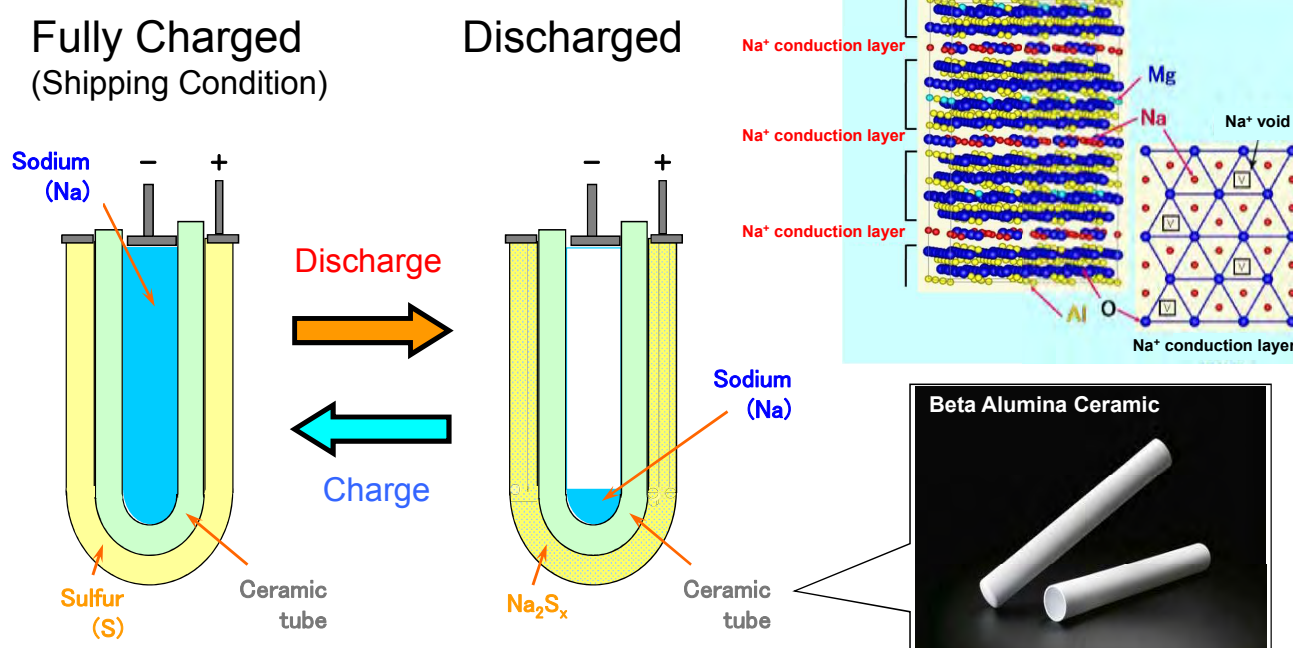 Fully Charged
(Shipping Condition)
Discharged
Sodium
(Na)
−
+
Sulfur
(S)
Ceramic
tube
Discharge
Charge
−
+
Sodium
(Na)
Na₂Sₓ
Ceramic
tube
Na⁺ conduction layer
Na⁺ conduction layer
Na⁺ conduction layer
Mg
Na
Al
O
Na⁺ void
V
V
V
V
Na⁺ conduction layer
Beta Alumina Ceramic